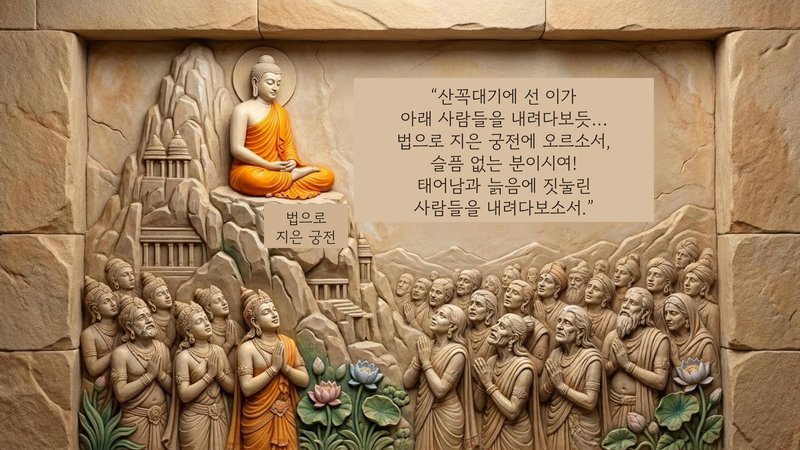 “산꼭대기에 선 이가
아래 사람들을 내려다보듯...
법으로 지은 궁전에 오르소서,
슬픔 없는 분이시여!
태어남과 늙음에 짓눌린
사람들을 내려다보소서.”
법으로
지은 궁전